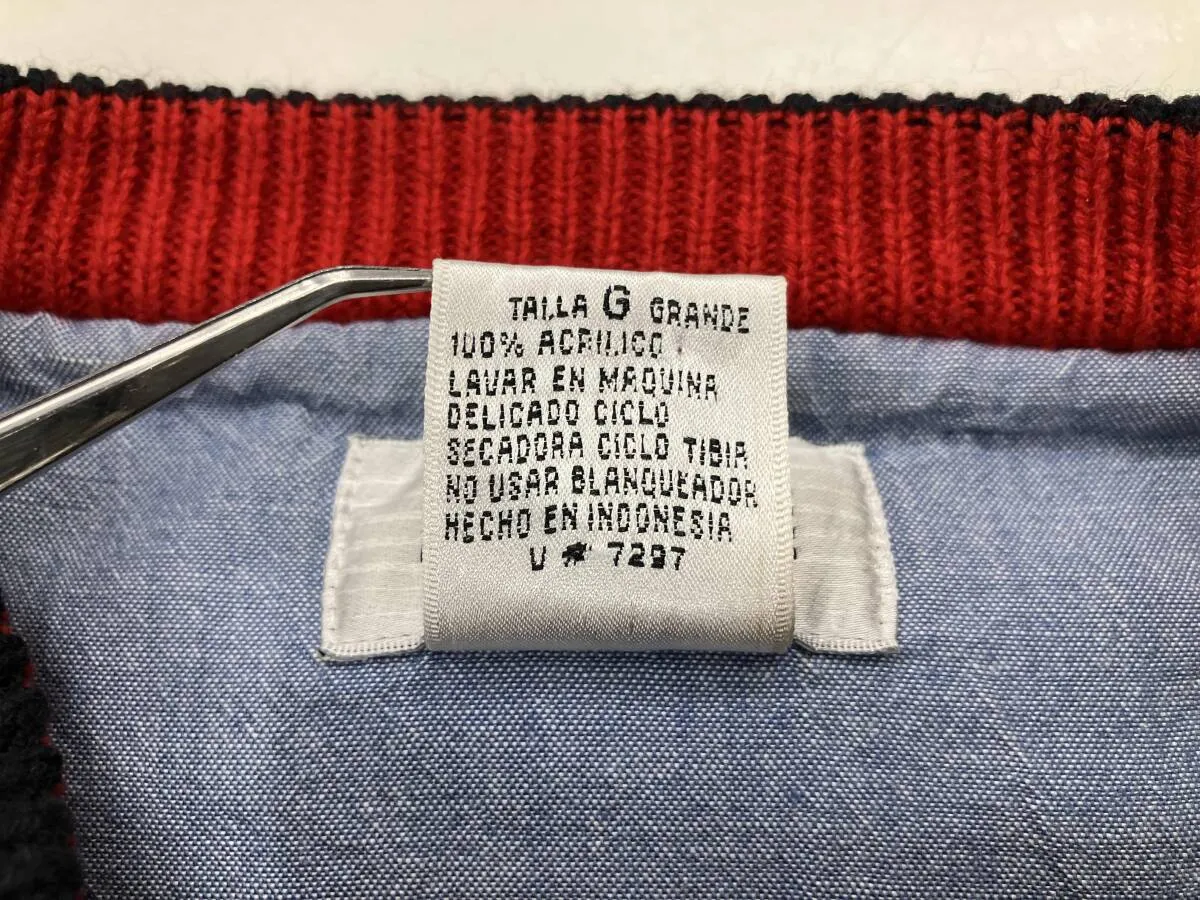 TALLA G GRANDE
100% ACRILICO
LAVAR EN MAQUINA
DELICADO CICLO
SECADORA CICLO TIBIA
NO USAR BLANQUEADOR
HECHO EN INDONESIA
V # 7297